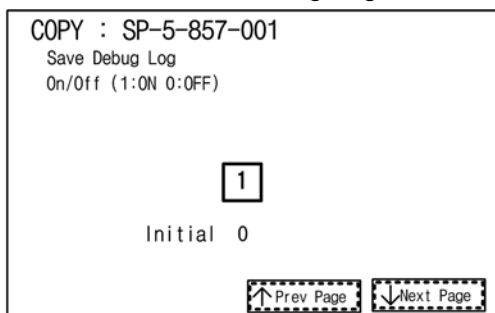 COPY : SP-5-857-001
Save Debug Log
On/Off (1:ON 0:OFF)
1
Initial 0
↑Prev Page ↓Next Page